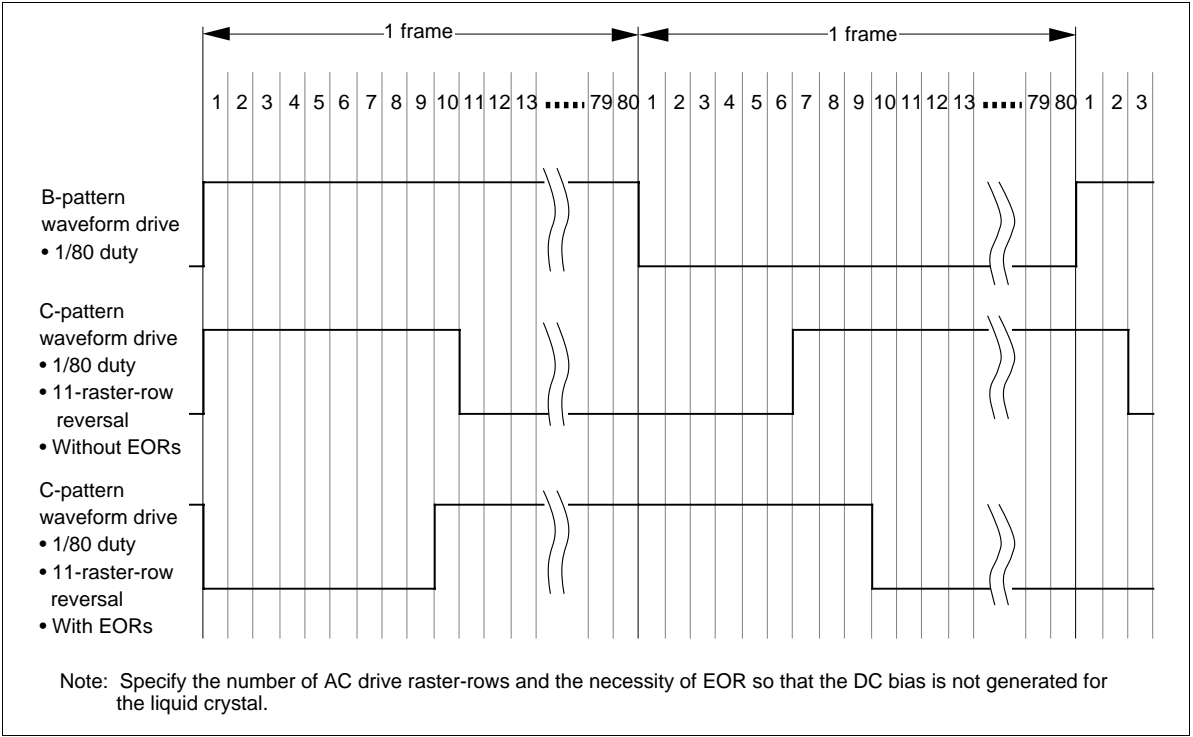 1 frame 1 frame
1 2 3 4 5 6 7 8 9 10 11 12 13 ...... 79 80 1 2 3 4 5 6 7 8 9 10 11 12 13 ...... 79 80 1 2 3
B-pattern
waveform drive
• 1/80 duty
C-pattern
waveform drive
• 1/80 duty
• 11-raster-row
reversal
• Without EORs
C-pattern
waveform drive
• 1/80 duty
• 11-raster-row
reversal
• With EORs
Note: Specify the number of AC drive raster-rows and the necessity of EOR so that the DC bias is not generated for
the liquid crystal.